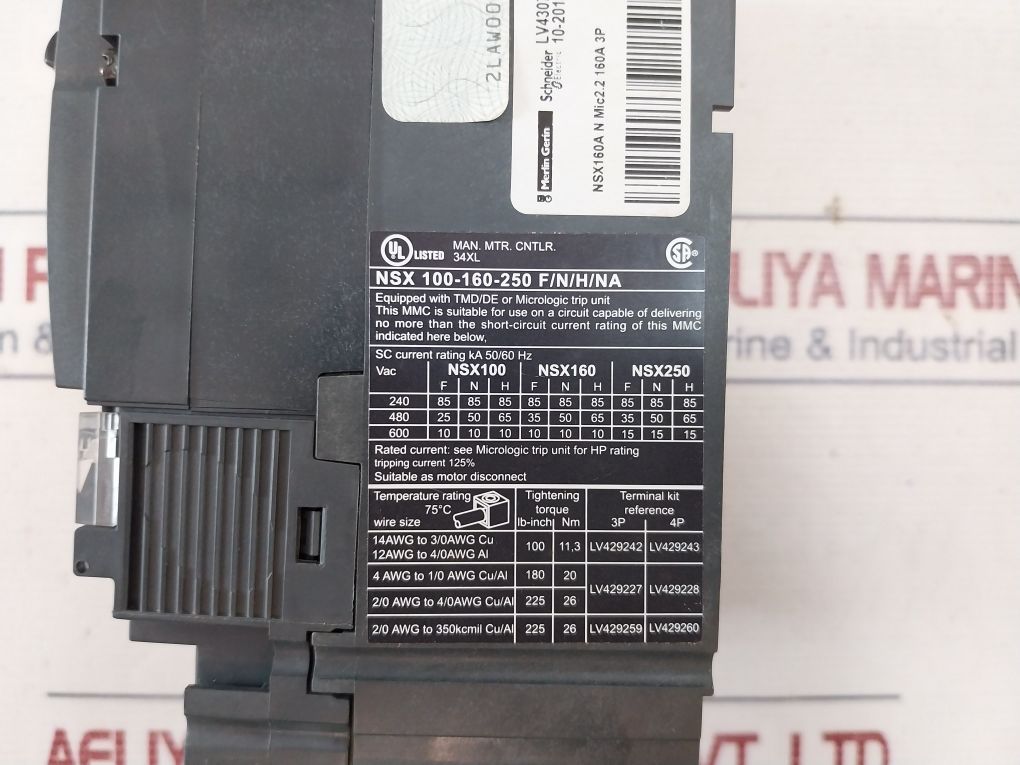 2LAW00
Merlin Gerin
Schneider
Electric
LV430
10-201
NSX160A N Mic2.2 160A 3P
UL LISTED
MAN. MTR. CNTLR.
34XL
SA ®
NSX 100-160-250 F/N/H/NA
Equipped with TMD/DE or Micrologic trip unit
This MMC is suitable for use on a circuit capable of delivering
no more than the short-circuit current rating of this MMC
indicated here below,
SC current rating kA 50/60 Hz
Vac NSX100 NSX160 NSX250
F N H F N H F N H
240 85 85 85 85 85 85 85 85 85
480 25 50 65 35 50 65 35 50 65
600 10 10 10 10 10 10 15 15 15
Rated current: see Micrologic trip unit for HP rating
tripping current 125%
Suitable as motor disconnect
Temperature rating
75°C
wire size
Tightening
torque
lb-inch Nm
Terminal kit
reference
3P 4P
14AWG to 3/0AWG Cu
12AWG to 4/0AWG Al
100 11,3 LV429242 LV429243
4 AWG to 1/0 AWG Cu/Al 180 20
LV429227 LV429228
2/0 AWG to 4/0AWG Cu/Al 225 26
2/0 AWG to 350kcmil Cu/Al 225 26 LV429259 LV429260
LIYA MARIN
ine & Industrial
AELIYA
VT. LTD